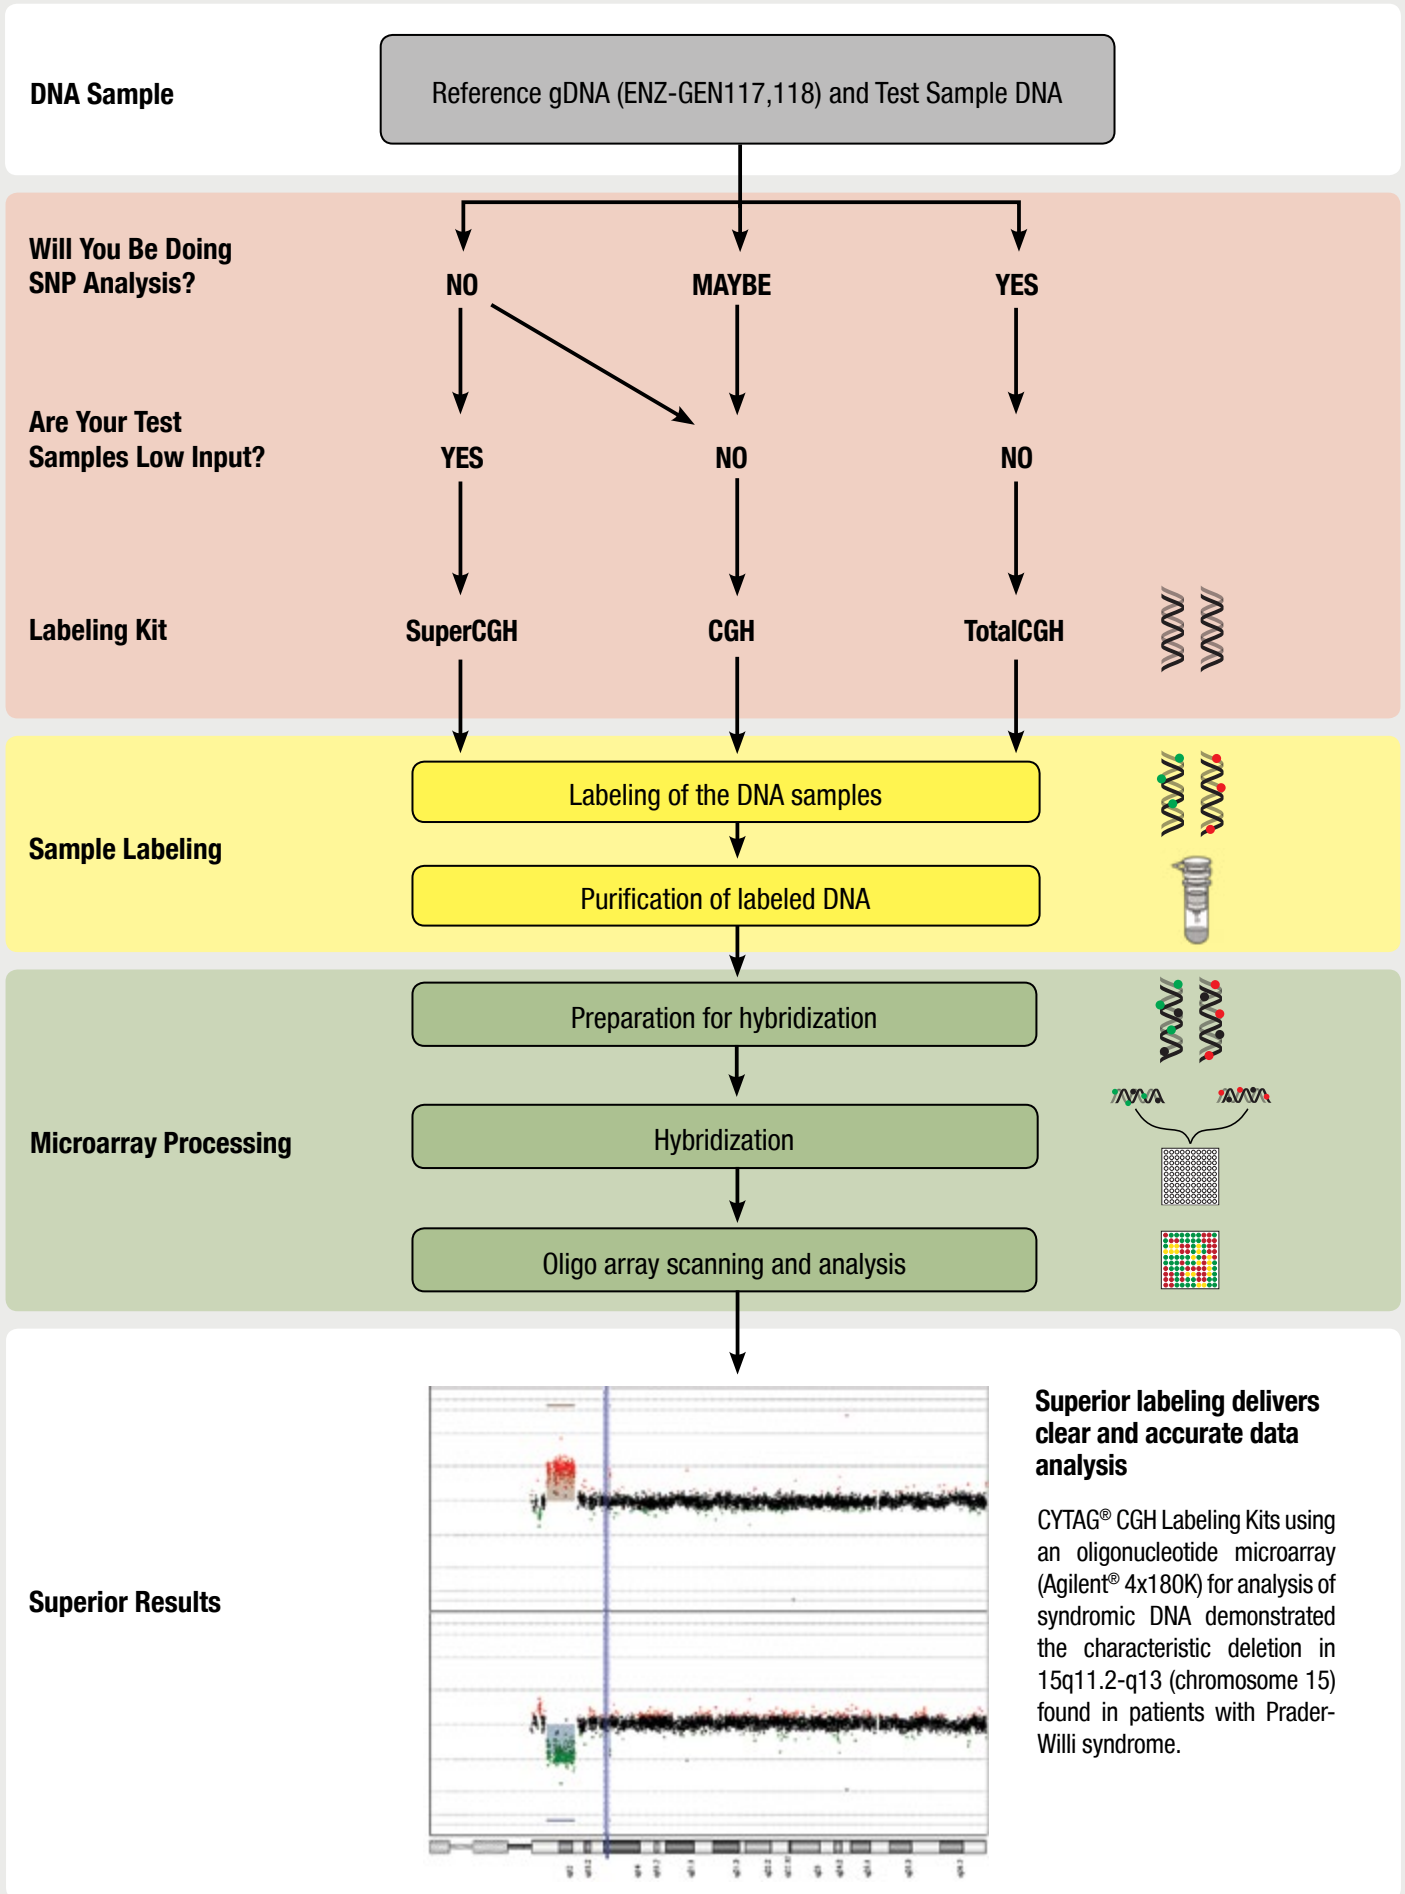 DNA Sample
Reference gDNA (ENZ-GEN117,118) and Test Sample DNA
Will You Be Doing
SNP Analysis?
NO
MAYBE
YES
Are Your Test
Samples Low Input?
YES
NO
NO
Labeling Kit
SuperCGH
CGH
TotalCGH
Sample Labeling
Labeling of the DNA samples
Purification of labeled DNA
Microarray Processing
Preparation for hybridization
Hybridization
Oligo array scanning and analysis
Superior Results
Superior labeling delivers
clear and accurate data
analysis
CYTAG® CGH Labeling Kits using
an oligonucleotide microarray
(Agilent® 4x180K) for analysis of
syndromic DNA demonstrated
the characteristic deletion in
15q11.2-q13 (chromosome 15)
found in patients with Prader-
Willi syndrome.